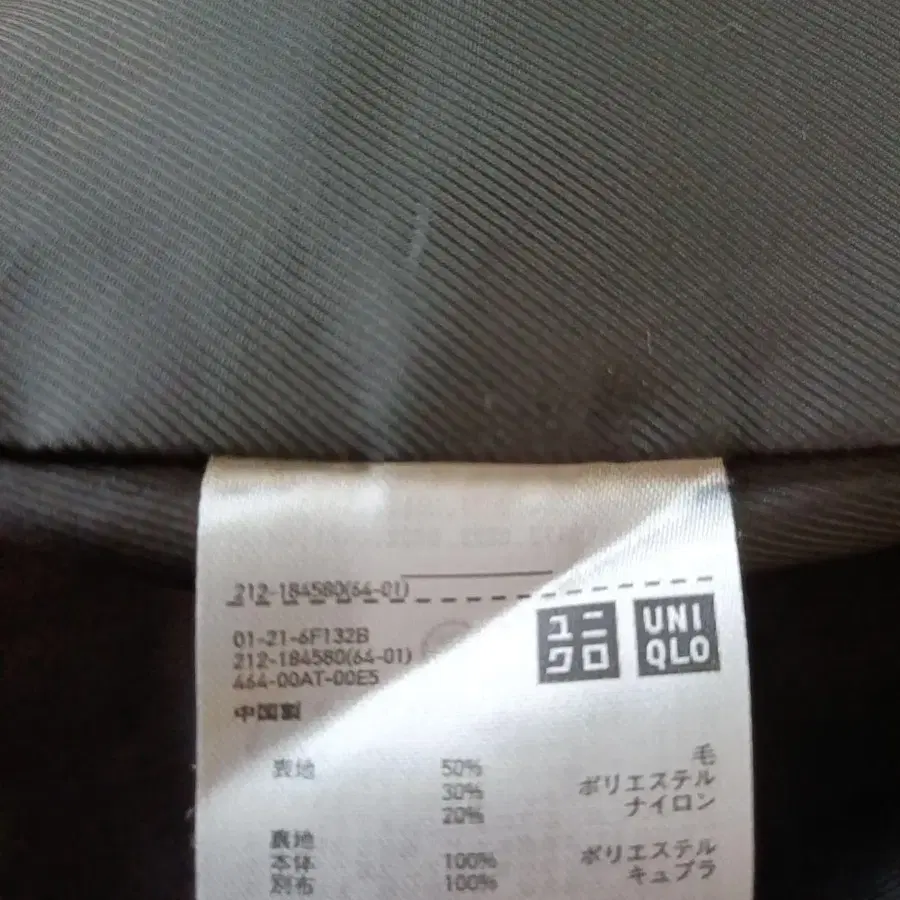 212-184580(64-01)
ユニ
クロ
UNI
QLO
01-21-6F132B
212-184580(64-01)
464-00AT-00E5
中国製
表地 50% 毛
30% ポリエステル
20% ナイロン
裏地
本体 100% ポリエステル
別布 100% キュプラ